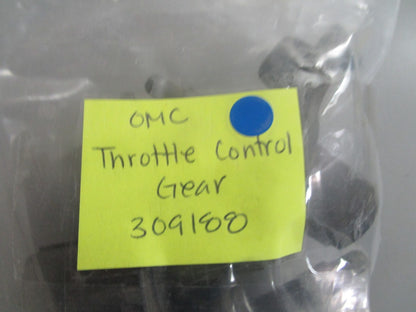 OMC
Throttle Control
Gear
309188